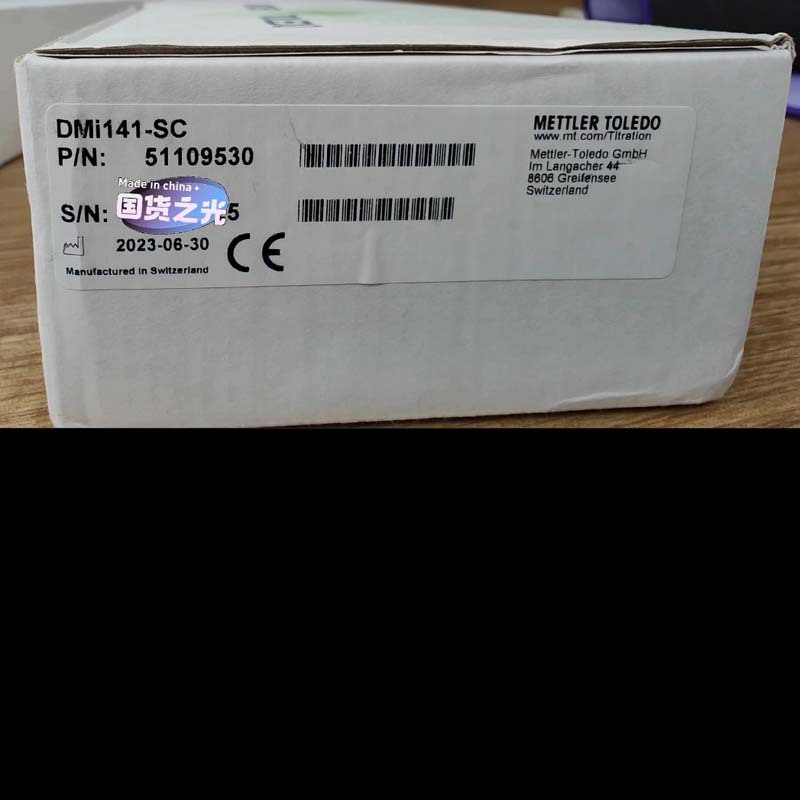 DMi141-SC
P/N: 51109530
Made in china
国货之光
S/N: 5
2023-06-30
CE
Manufactured in Switzerland
METTLER TOLEDO
www.mt.com/Titration
Mettler-Toledo GmbH
Im Langacher 44
8606 Greifensee
Switzerland